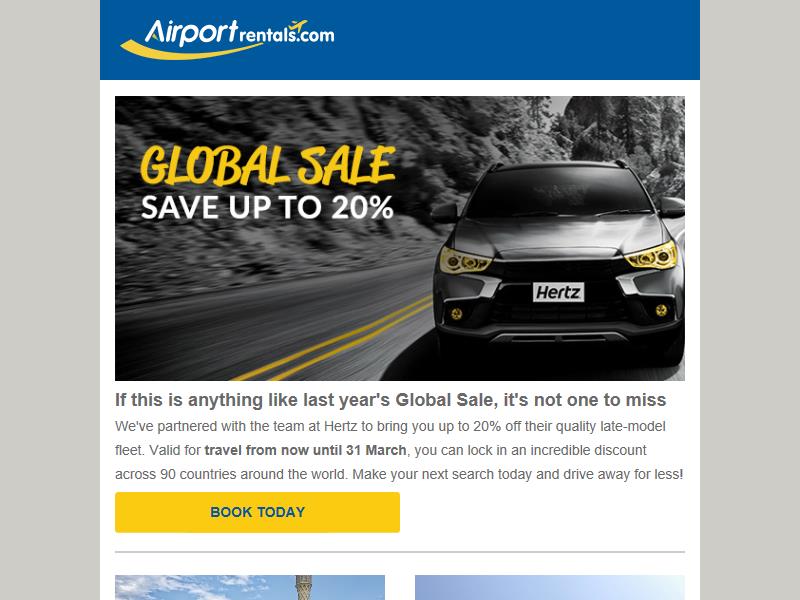 Airportrentals.com
GLOBAL SALE
SAVE UP TO 20%
Hertz
If this is anything like last year's Global Sale, it's not one to miss
We've partnered with the team at Hertz to bring you up to 20% off their quality late-model
fleet. Valid for travel from now until 31 March, you can lock in an incredible discount
across 90 countries around the world. Make your next search today and drive away for less!
BOOK TODAY